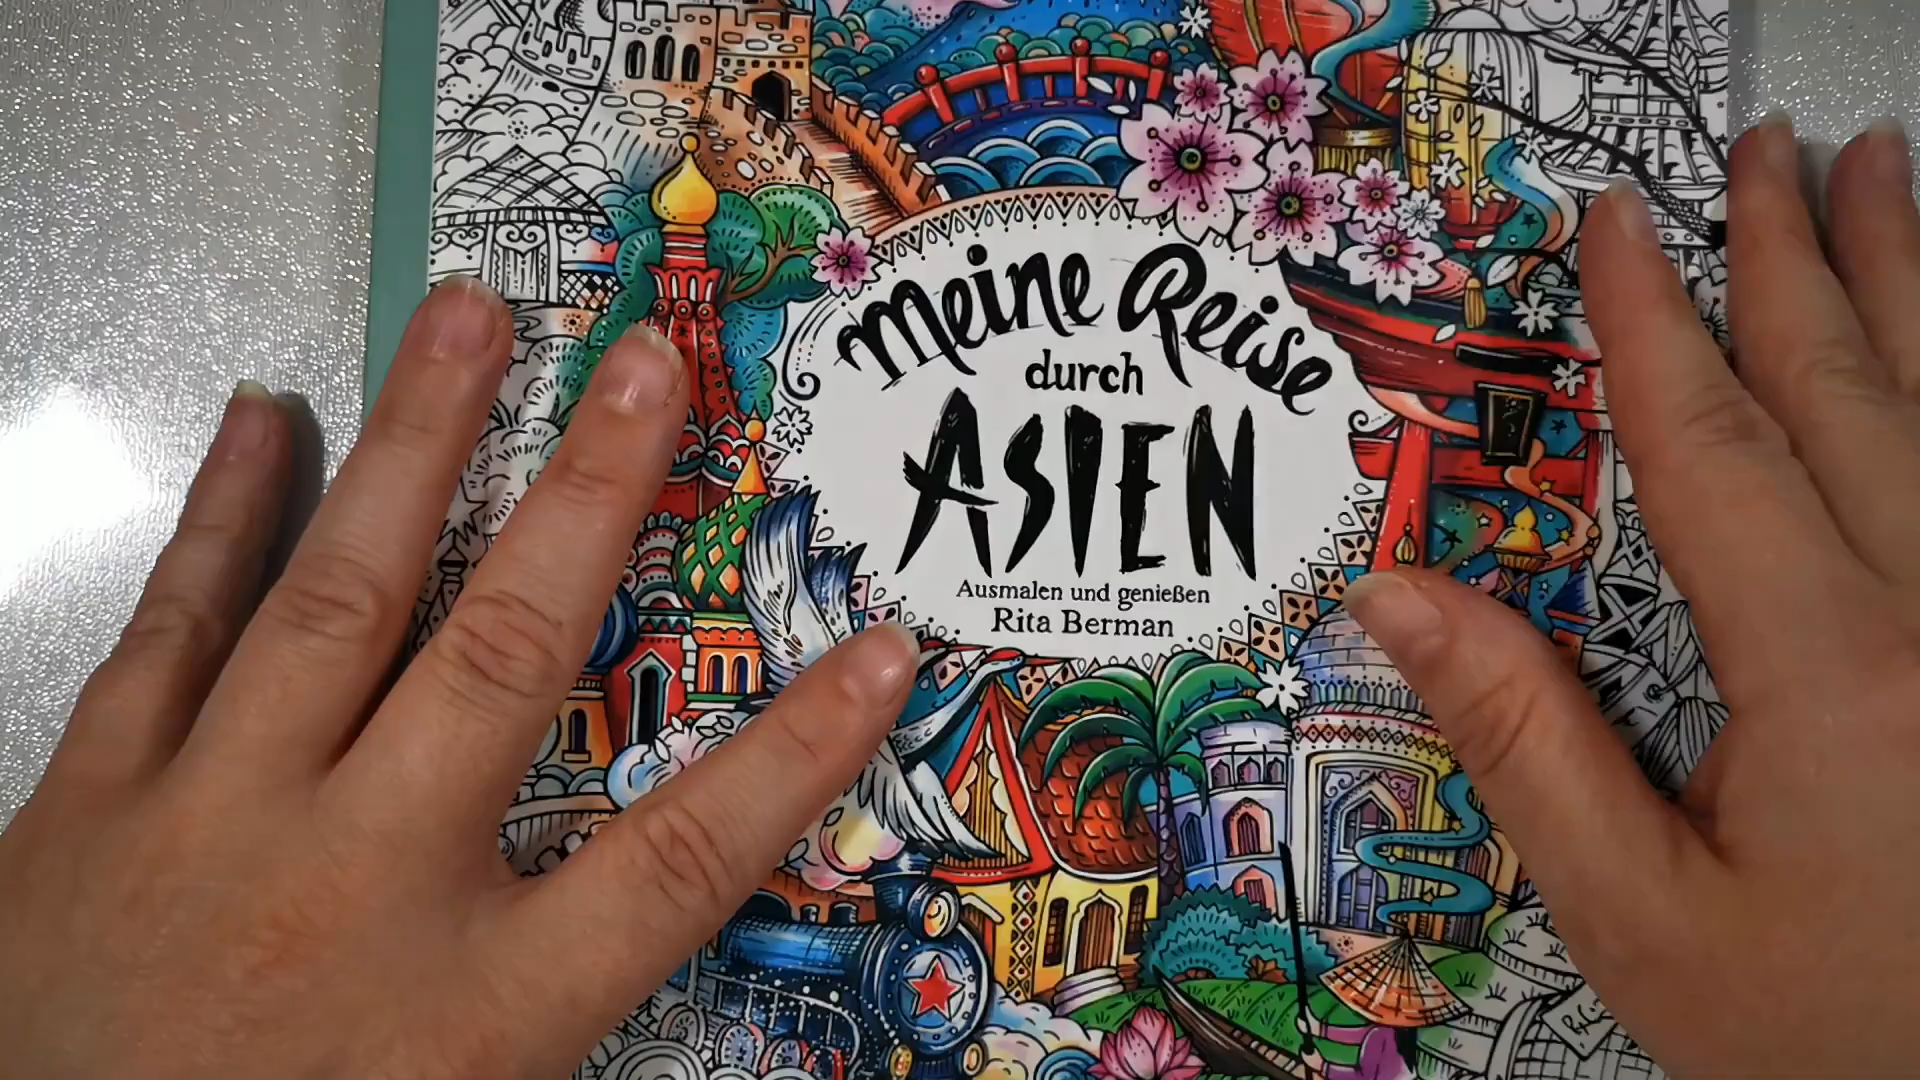 Meine Reise
durch
ASIEN
Ausmalen und genießen
Rita Berman